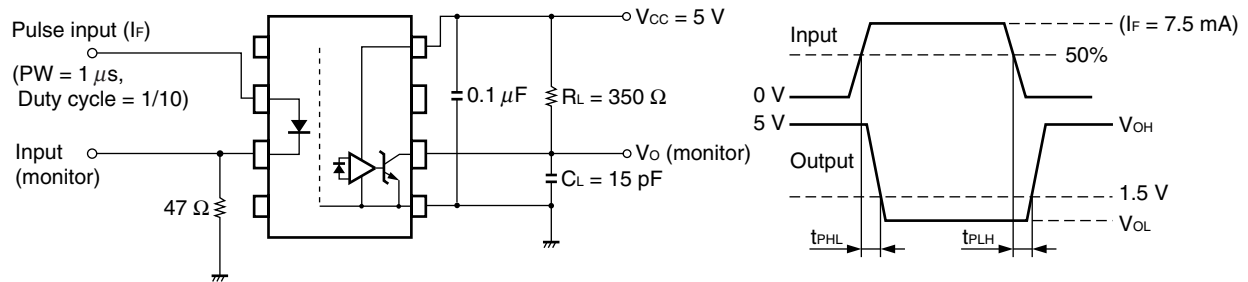 Pulse input (IF)
(PW = 1 μs,
Duty cycle = 1/10)
Input
(monitor)
47 Ω
VCC = 5 V
0.1 μF
RL = 350 Ω
VO (monitor)
CL = 15 pF
Input
(IF = 7.5 mA)
50%
0 V
5 V
VOH
Output
1.5 V
VOL
tPHL
tPLH